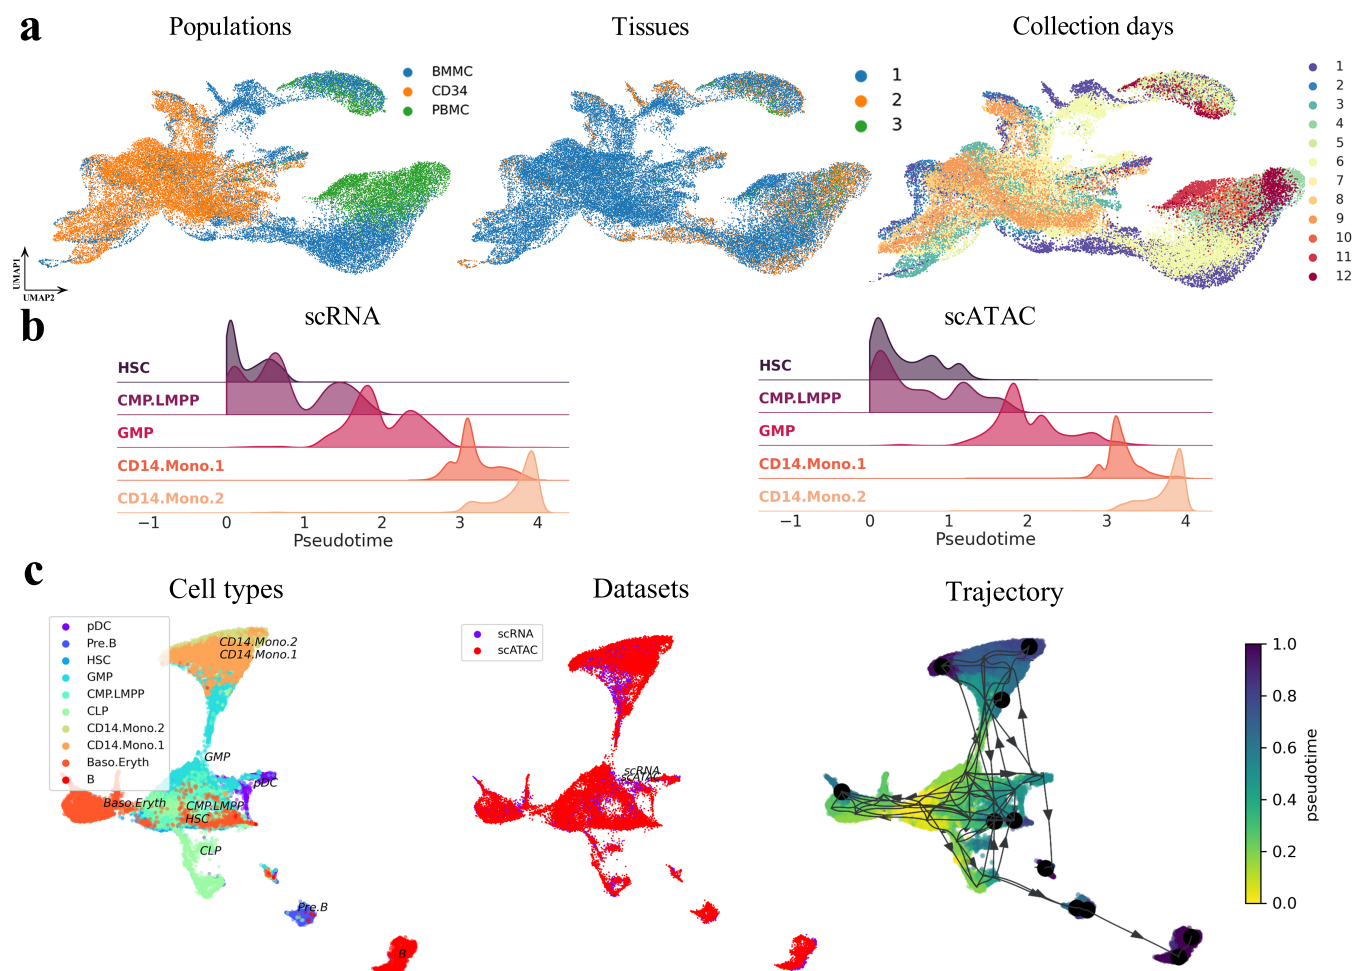 a
Populations
Tissues
Collection days
BMMC
CD34
PBMC
1
2
3
1
2
3
4
5
6
7
8
9
10
11
12
UMAP1
UMAP2
b
scRNA
scATAC
HSC
CMP.LMPP
GMP
CD14.Mono.1
CD14.Mono.2
−1 0 1 2 3 4
Pseudotime
HSC
CMP.LMPP
GMP
CD14.Mono.1
CD14.Mono.2
−1 0 1 2 3 4
Pseudotime
c
Cell types
Datasets
Trajectory
pDC
Pre.B
HSC
GMP
CMP.LMPP
CLP
CD14.Mono.2
CD14.Mono.1
Baso.Eryth
B
CD14.Mono.2
CD14.Mono.1
GMP
pDC
Baso.Eryth
CMP.LMPP
HSC
CLP
Pre.B
B
scRNA
scATAC
scRNA
scATAC
1.0
0.8
0.6
0.4
0.2
0.0
pseudotime